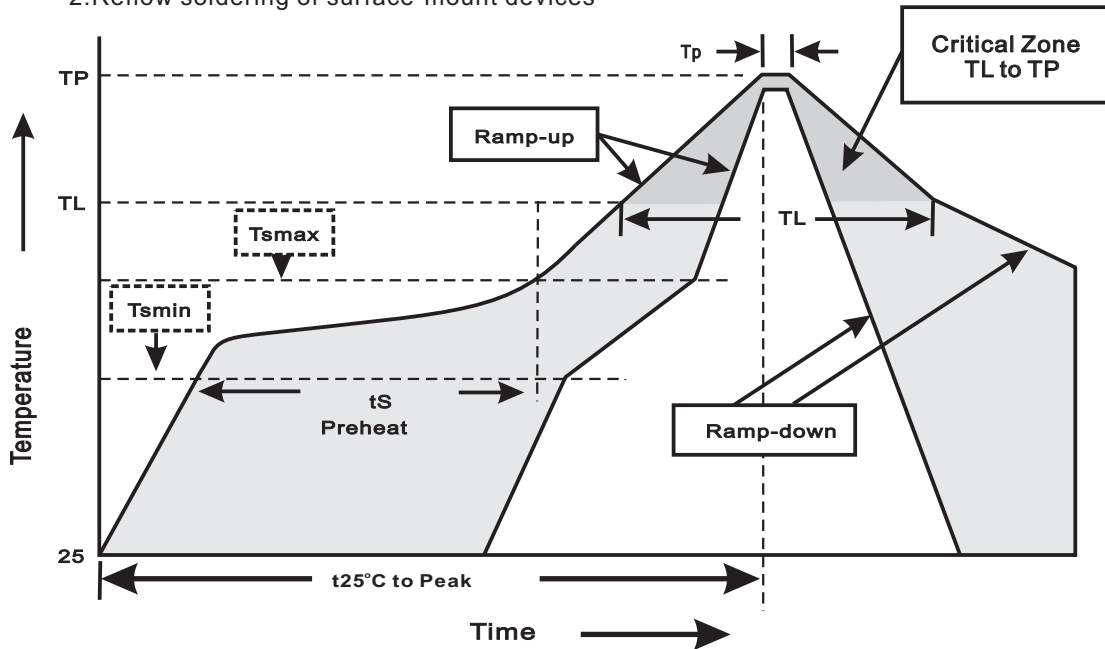 2.Reflow soldering of surface-mount devices
Tp
Critical Zone
TL to TP
TP
Ramp-up
TL
Tsmax
TL
Tsmin
Temperature
tS
Preheat
Ramp-down
25
t25°C to Peak
Time